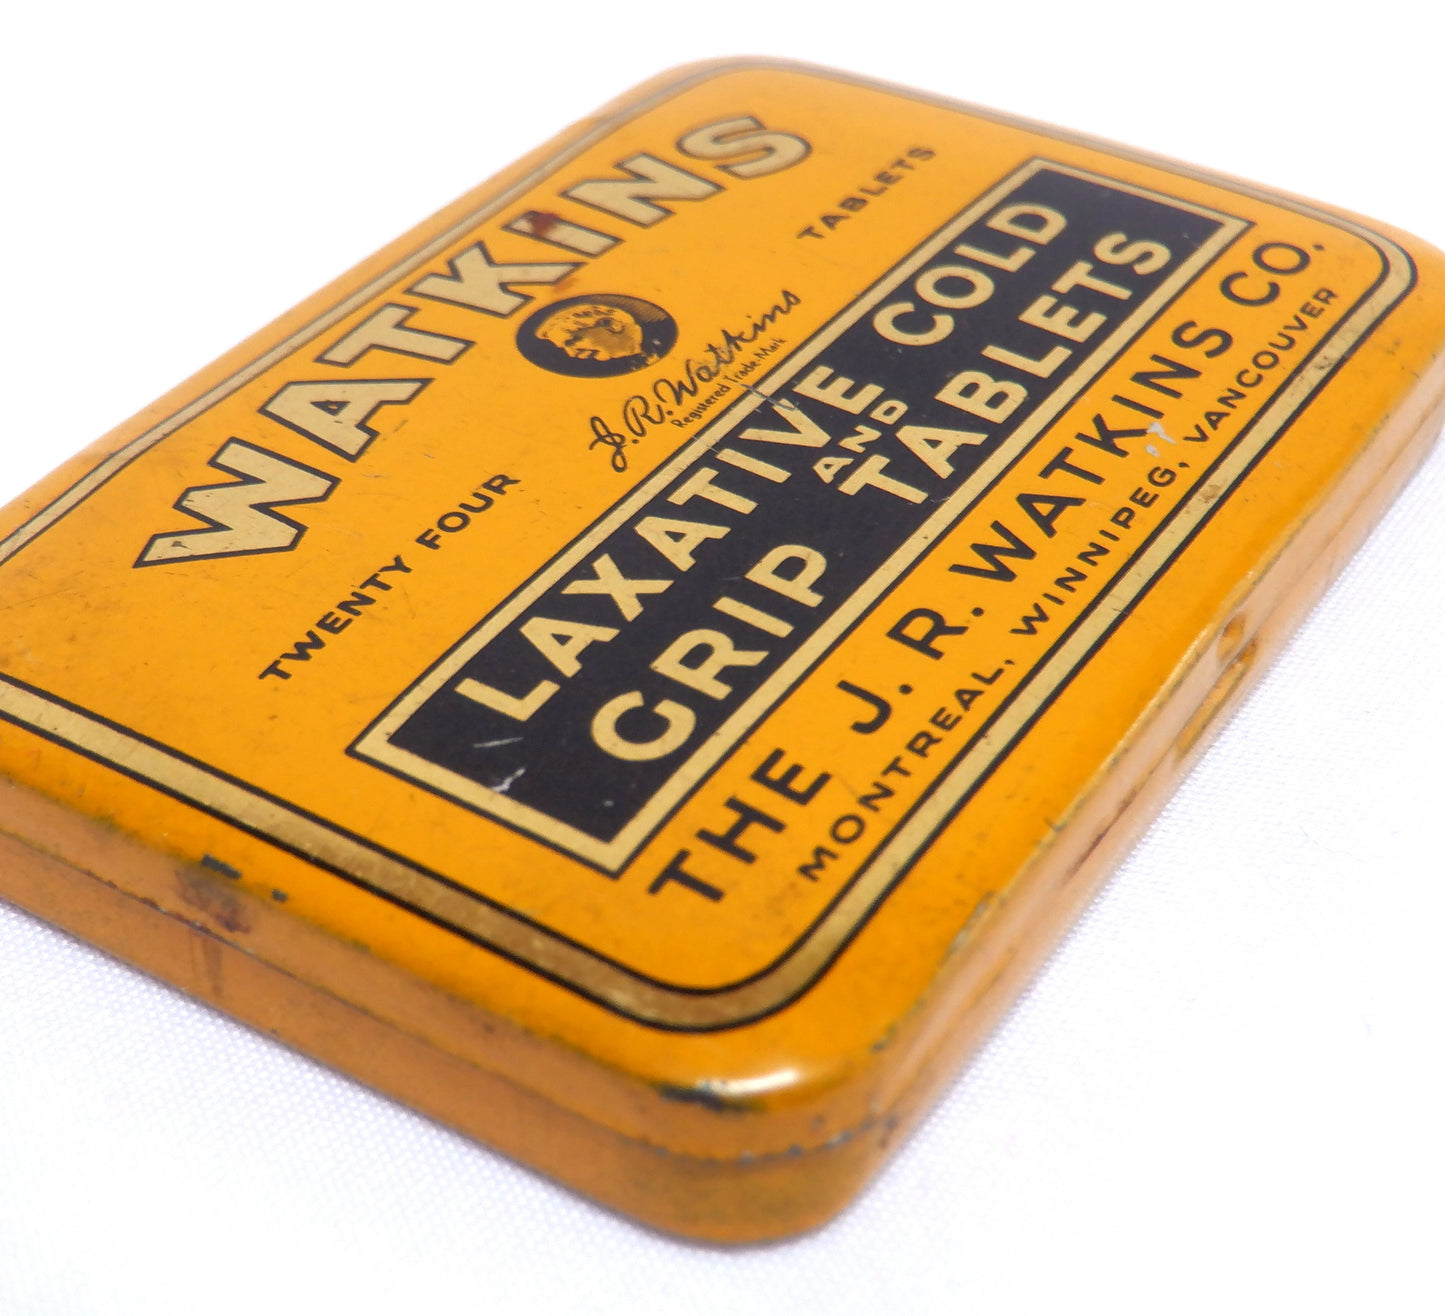 WATKINS
J. R. Watkins
Registered Trade-Mark
TWENTY FOUR TABLETS
LAXATIVE COLD
AND
GRIP TABLETS
THE J. R. WATKINS CO.
MONTREAL, WINNIPEG, VANCOUVER